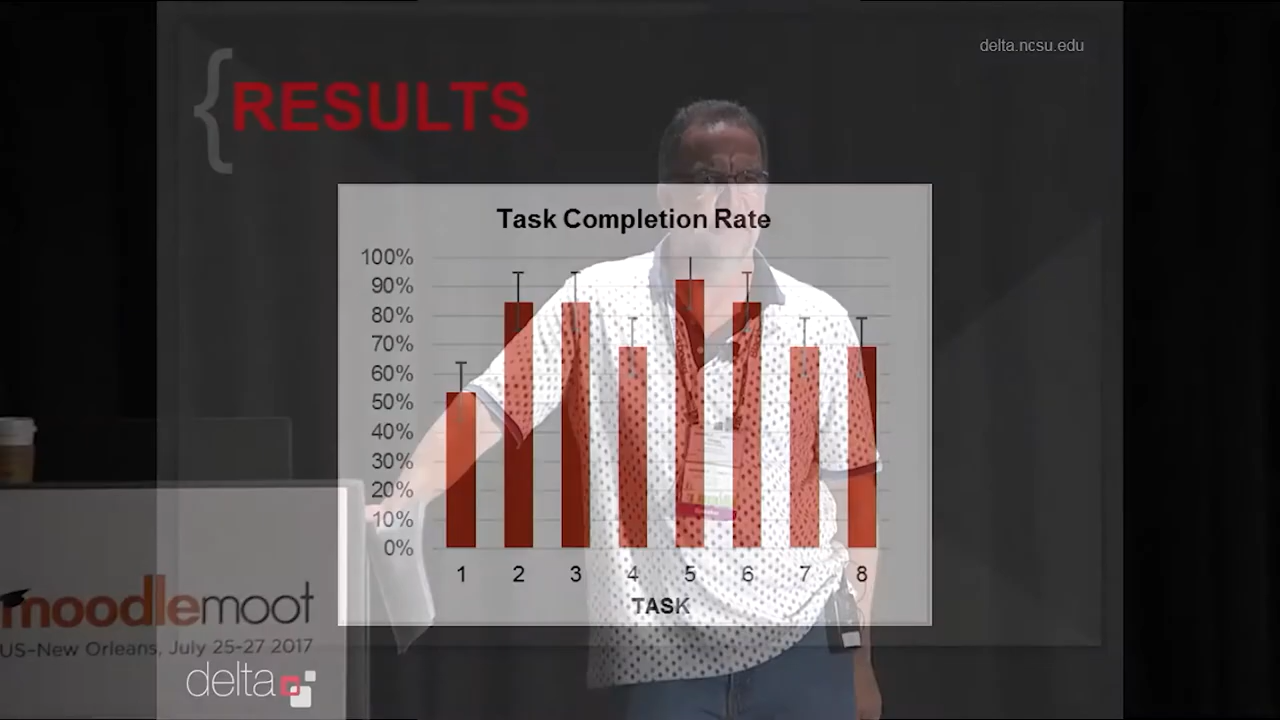 delta.ncsu.edu
{RESULTS
Task Completion Rate
100%
90%
80%
70%
60%
50%
40%
30%
20%
10%
0%
1 2 3 4 5 6 7 8
TASK
moodlemoot
US–New Orleans, July 25-27 2017
delta